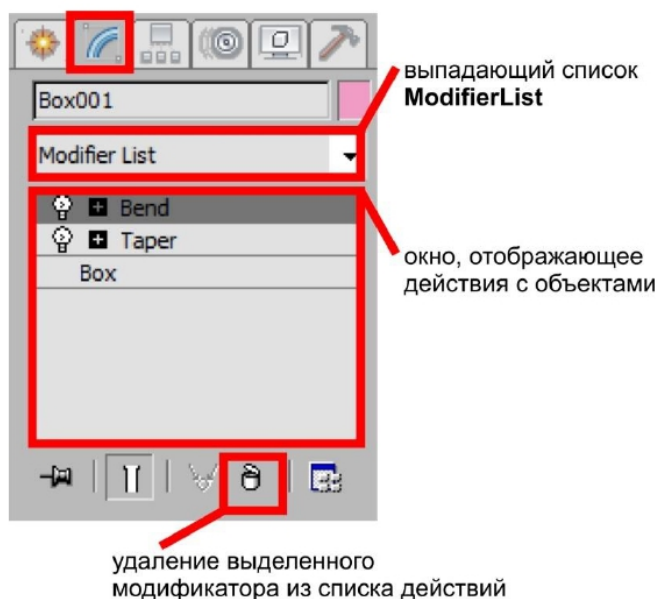 выпадающий список
ModifierList
Box001
Modifier List
Bend
Taper
Box
окно, отображающее
действия с объектами
удаление выделенного
модификатора из списка действий